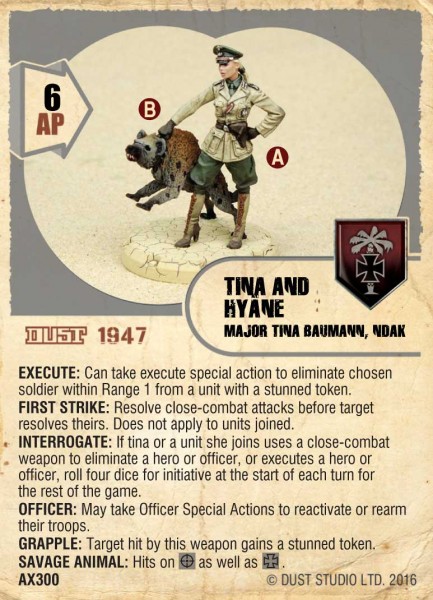 6
AP
B
A
TINA AND
HYÄNE
MAJOR TINA BAUMANN, NDAK
DUST 1947
EXECUTE: Can take execute special action to eliminate chosen
soldier within Range 1 from a unit with a stunned token.
FIRST STRIKE: Resolve close-combat attacks before target
resolves theirs. Does not apply to units joined.
INTERROGATE: If tina or a unit she joins uses a close-combat
weapon to eliminate a hero or officer, or executes a hero or
officer, roll four dice for initiative at the start of each turn for
the rest of the game.
OFFICER: May take Officer Special Actions to reactivate or rearm
their troops.
GRAPPLE: Target hit by this weapon gains a stunned token.
SAVAGE ANIMAL: Hits on as well as .
AX300
© DUST STUDIO LTD. 2016